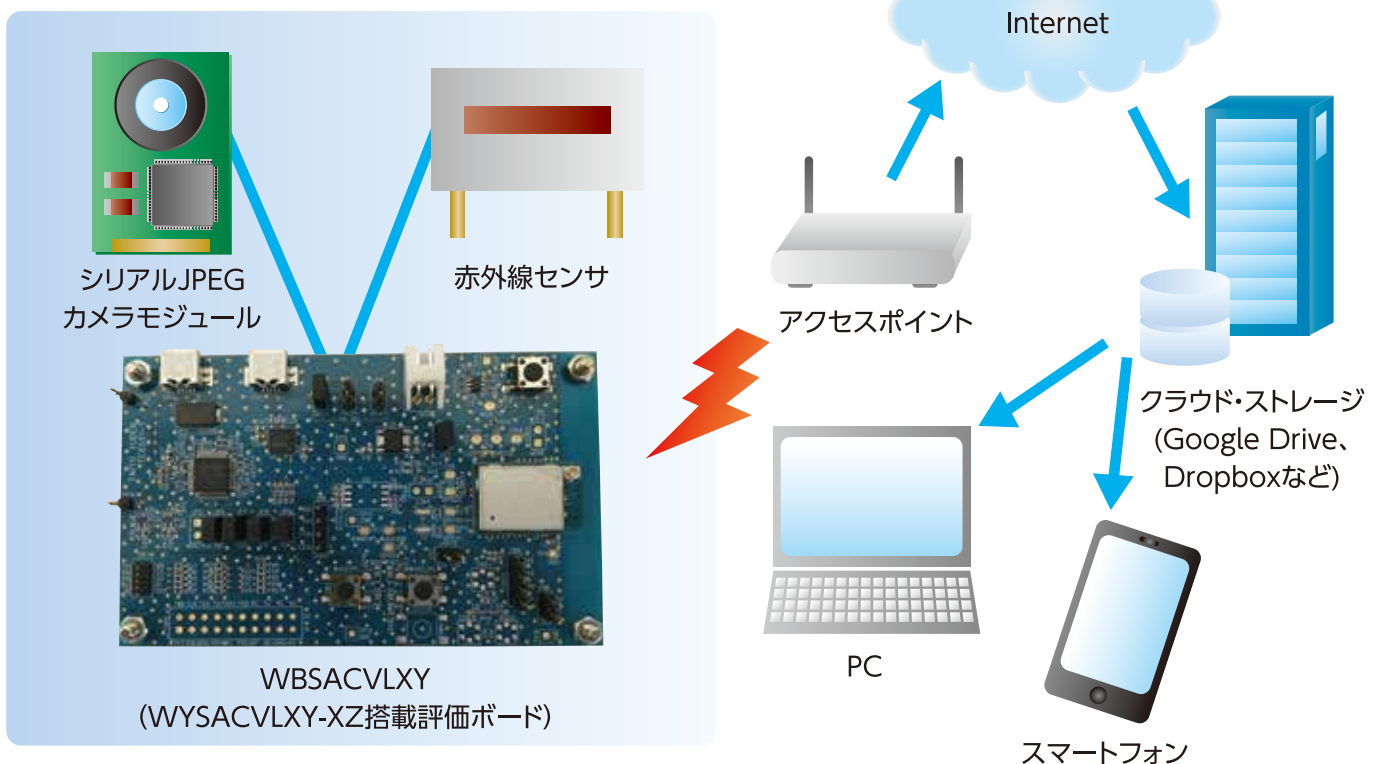 Internet
シリアルJPEG
カメラモジュール
赤外線センサ
アクセスポイント
クラウド・ストレージ
(Google Drive、
Dropboxなど)
WBSACVLXY
(WYSACVLXY-XZ搭載評価ボード)
PC
スマートフォン